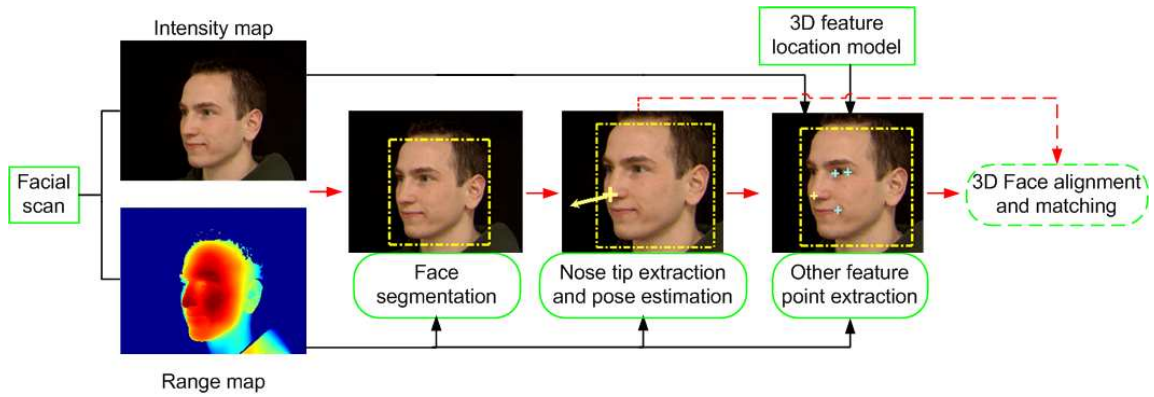 Intensity map
3D feature
location model
Facial
scan
3D Face alignment
and matching
Face
segmentation
Nose tip extraction
and pose estimation
Other feature
point extraction
Range map